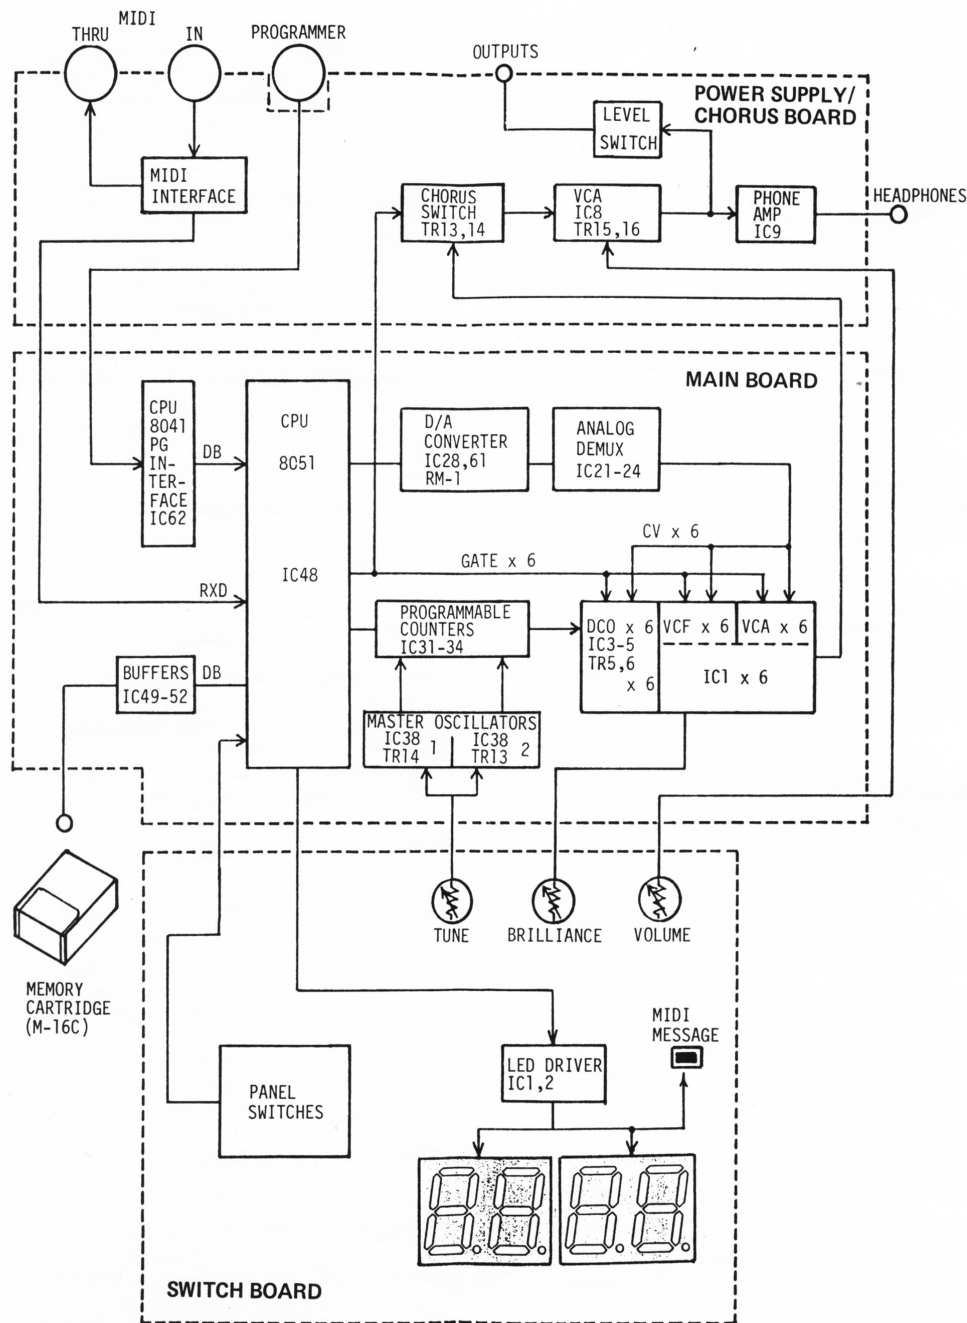 MIDI
THRU
IN
PROGRAMMER
OUTPUTS
POWER SUPPLY/
CHORUS BOARD
LEVEL
SWITCH
MIDI
INTERFACE
CHORUS
SWITCH
TR13,14
VCA
IC8
TR15,16
PHONE
AMP
IC9
HEADPHONES
MAIN BOARD
CPU
8041
PG
IN-
TER-
FACE
IC62
DB
CPU
8051
IC48
D/A
CONVERTER
IC28,61
RM-1
ANALOG
DEMUX
IC21-24
CV x 6
GATE x 6
RXD
PROGRAMMABLE
COUNTERS
IC31-34
DCO x 6
IC3-5
TR5,6
x 6
VCF x 6
VCA x 6
IC1 x 6
BUFFERS
IC49-52
DB
MASTER OSCILLATORS
IC38
TR14
1
IC38
TR13
2
TUNE
BRILLIANCE
VOLUME
MEMORY
CARTRIDGE
(M-16C)
MIDI
MESSAGE
LED DRIVER
IC1,2
PANEL
SWITCHES
88.
8.8.
SWITCH BOARD